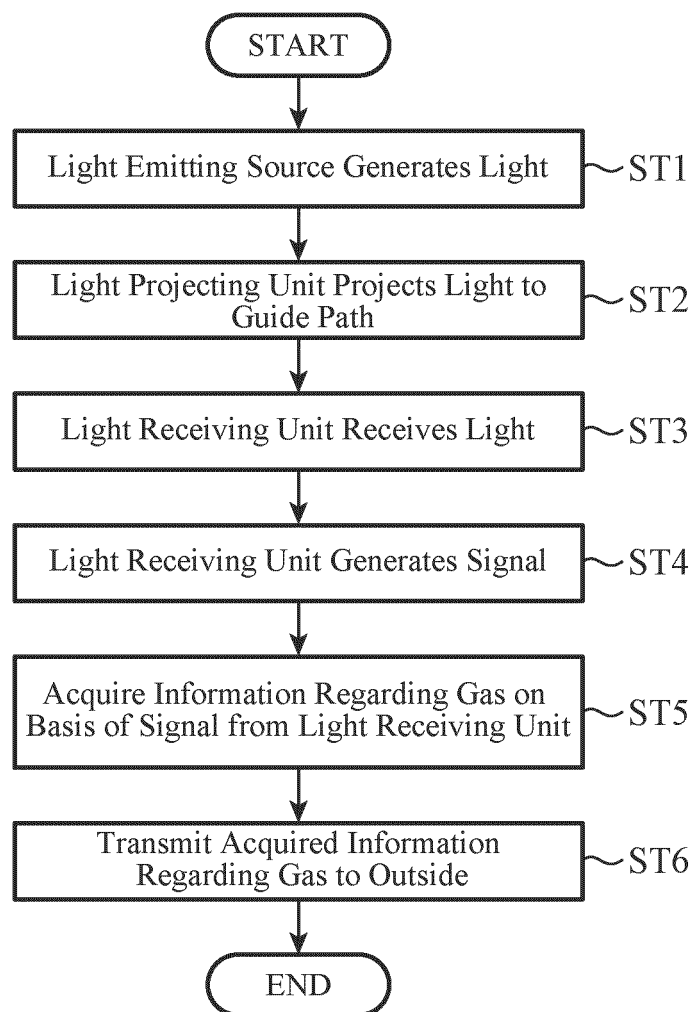 START
Light Emitting Source Generates Light
ST1
Light Projecting Unit Projects Light to
Guide Path
ST2
Light Receiving Unit Receives Light
ST3
Light Receiving Unit Generates Signal
ST4
Acquire Information Regarding Gas on
Basis of Signal from Light Receiving Unit
ST5
Transmit Acquired Information
Regarding Gas to Outside
ST6
END